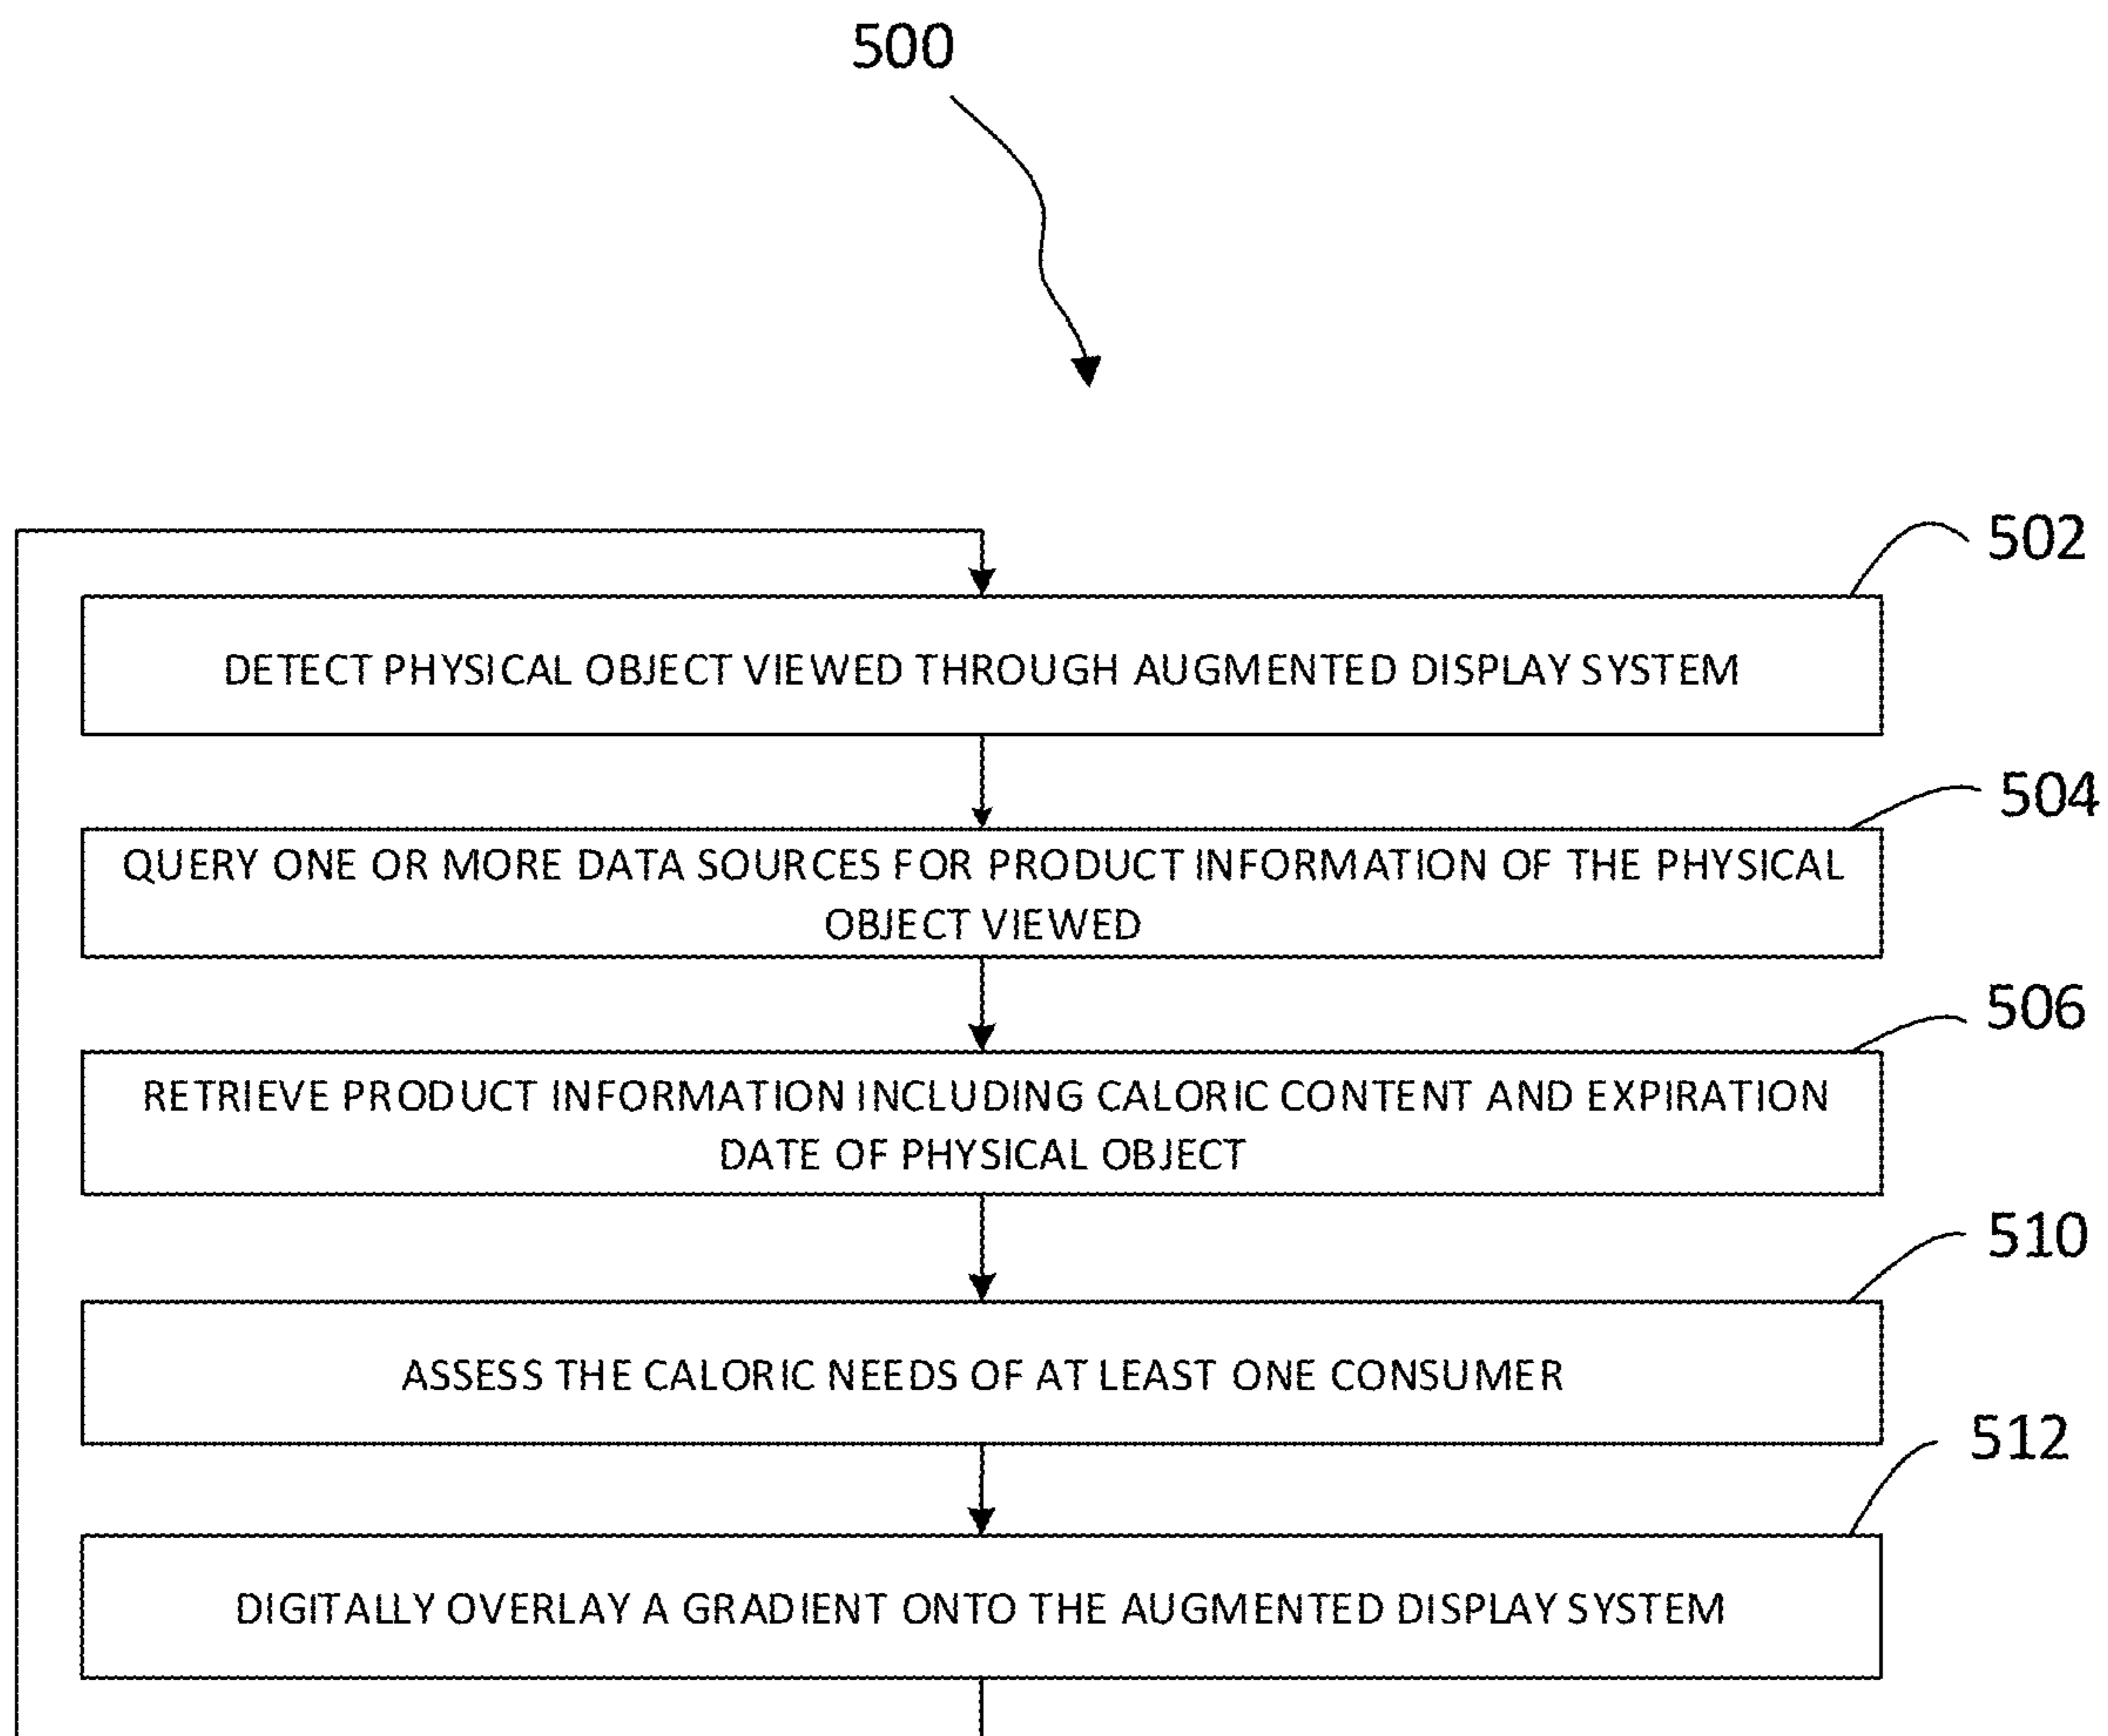 500
502
DETECT PHYSICAL OBJECT VIEWED THROUGH AUGMENTED DISPLAY SYSTEM
504
QUERY ONE OR MORE DATA SOURCES FOR PRODUCT INFORMATION OF THE PHYSICAL
OBJECT VIEWED
506
RETRIEVE PRODUCT INFORMATION INCLUDING CALORIC CONTENT AND EXPIRATION
DATE OF PHYSICAL OBJECT
510
ASSESS THE CALORIC NEEDS OF AT LEAST ONE CONSUMER
512
DIGITALLY OVERLAY A GRADIENT ONTO THE AUGMENTED DISPLAY SYSTEM